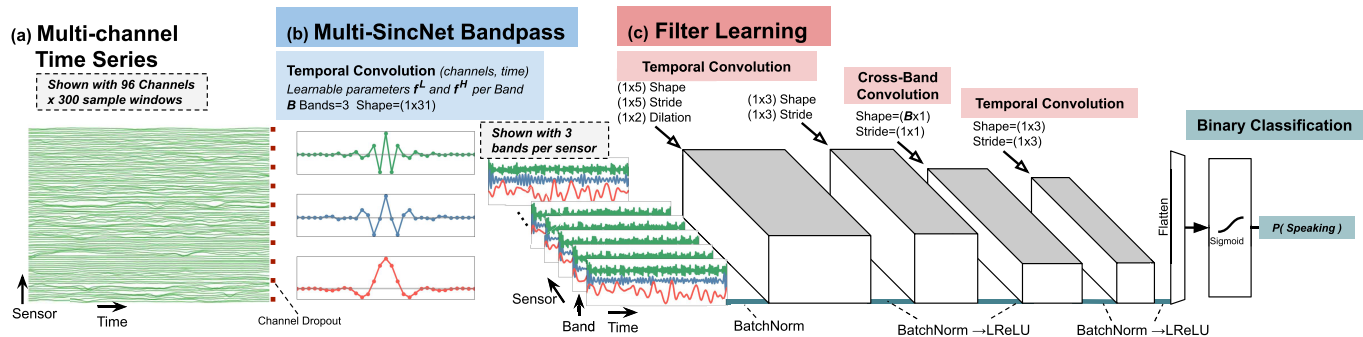 (a) Multi-channel
Time Series
Shown with 96 Channels
x 300 sample windows
Sensor
Time
Channel Dropout
(b) Multi-SincNet Bandpass
Temporal Convolution (channels, time)
Learnable parameters f^L and f^H per Band
B Bands=3 Shape=(1x31)
Shown with 3
bands per sensor
Sensor
Band
Time
(c) Filter Learning
Temporal Convolution
(1x5) Shape
(1x5) Stride
(1x2) Dilation
(1x3) Shape
(1x3) Stride
Cross-Band
Convolution
Shape=(Bx1)
Stride=(1x1)
Temporal Convolution
Shape=(1x3)
Stride=(1x3)
BatchNorm
BatchNorm →LReLU
BatchNorm →LReLU
Flatten
Binary Classification
Sigmoid
P( Speaking )